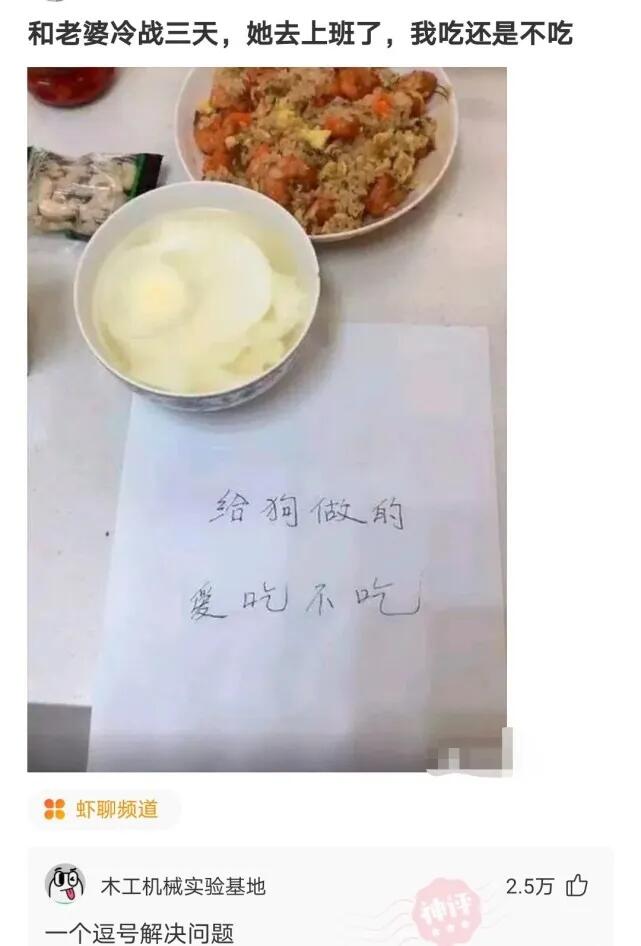 和老婆冷战三天，她去上班了，我吃还是不吃
给狗做的
爱吃不吃
虾聊频道
木工机械实验基地
2.5万
神评
一个逗号解决问题